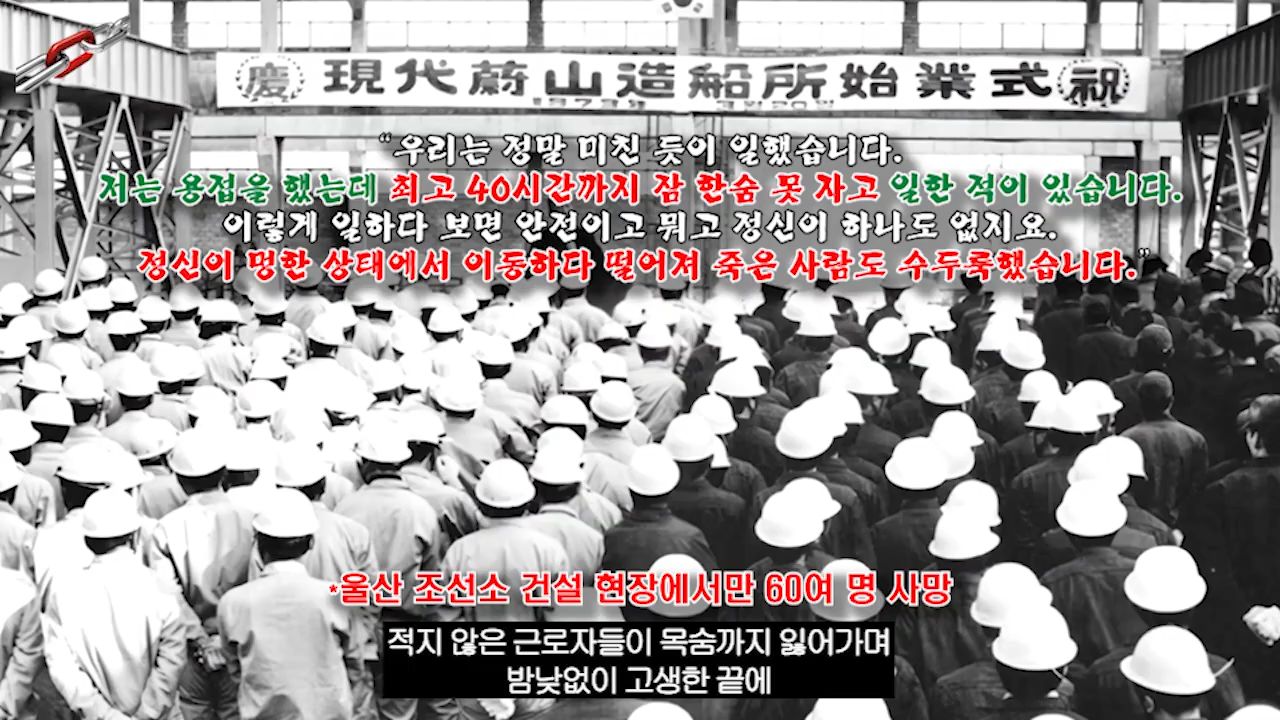 慶 現代蔚山造船所始業式 祝
“우리는 정말 미친 듯이 일했습니다.
저는 용접을 했는데 최고 40시간까지 잠 한숨 못 자고 일한 적이 있습니다.
이렇게 일하다 보면 안전이고 뭐고 정신이 하나도 없지요.
정신이 멍한 상태에서 이동하다 떨어져 죽은 사람도 수두룩했습니다.”
*울산 조선소 건설 현장에서만 60여 명 사망
적지 않은 근로자들이 목숨까지 잃어가며
밤낮없이 고생한 끝에